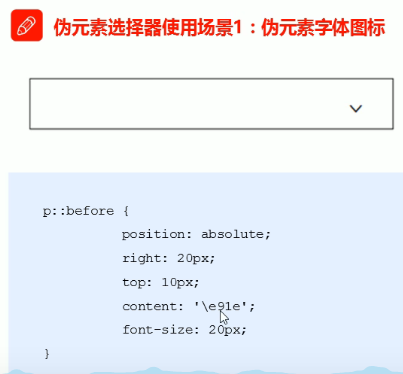 伪元素选择器使用场景1：伪元素字体图标
p::before {
position: absolute;
right: 20px;
top: 10px;
content: '\e91e';
font-size: 20px;
}